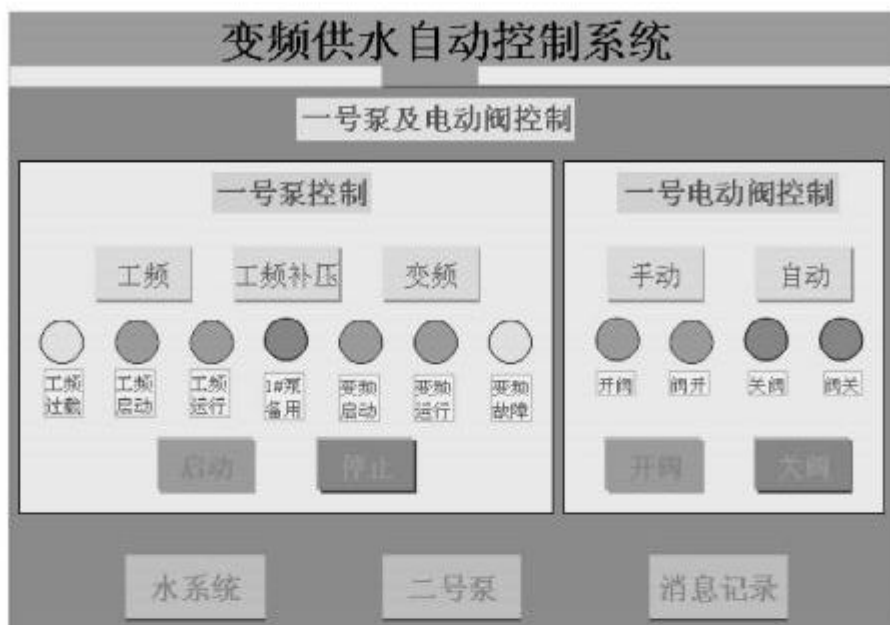 变频供水自动控制系统
一号泵及电动阀控制
一号泵控制
工频 工频补压 变频
工频
过载
工频
启动
工频
运行
1#泵
备用
变频
启动
变频
运行
变频
故障
启动 停止
一号电动阀控制
手动 自动
开阀 阀开 关阀 阀关
开阀 关阀
水系统 二号泵 消息记录